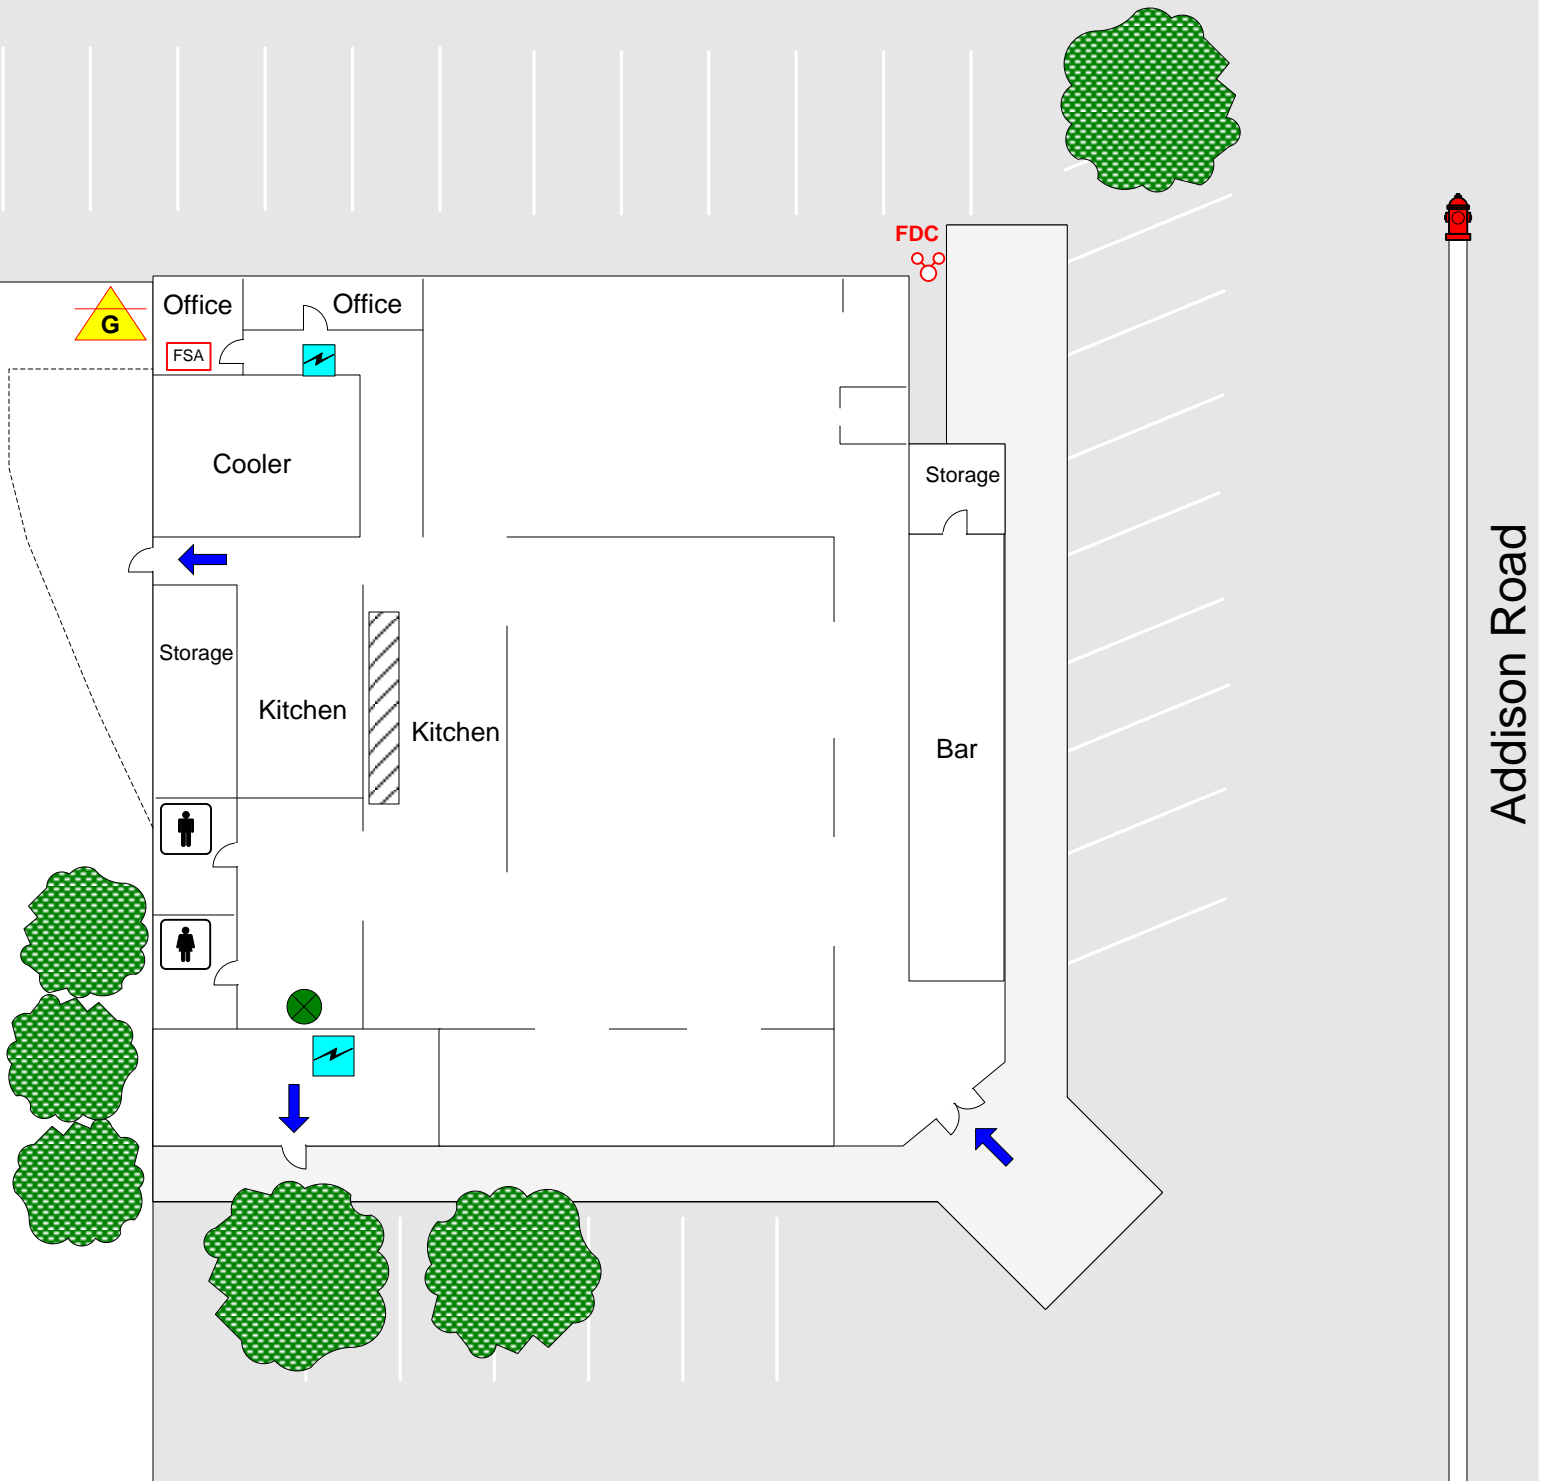 FDC
Office
Office
G
FSA
Cooler
Storage
Storage
Kitchen
Kitchen
Bar
Addison Road